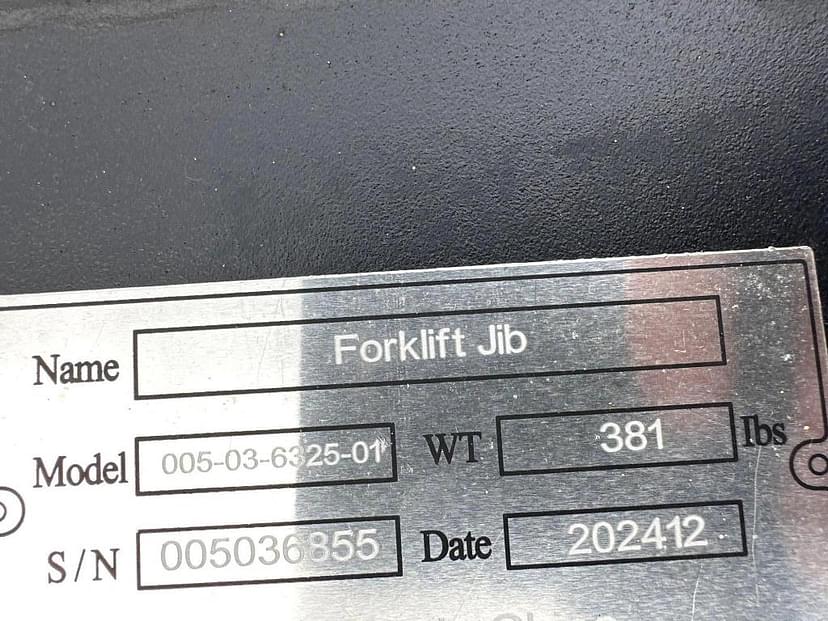 Name Forklift Jib
Model 005-03-6325-01 WT 381 lbs
S/N 005036855 Date 202412